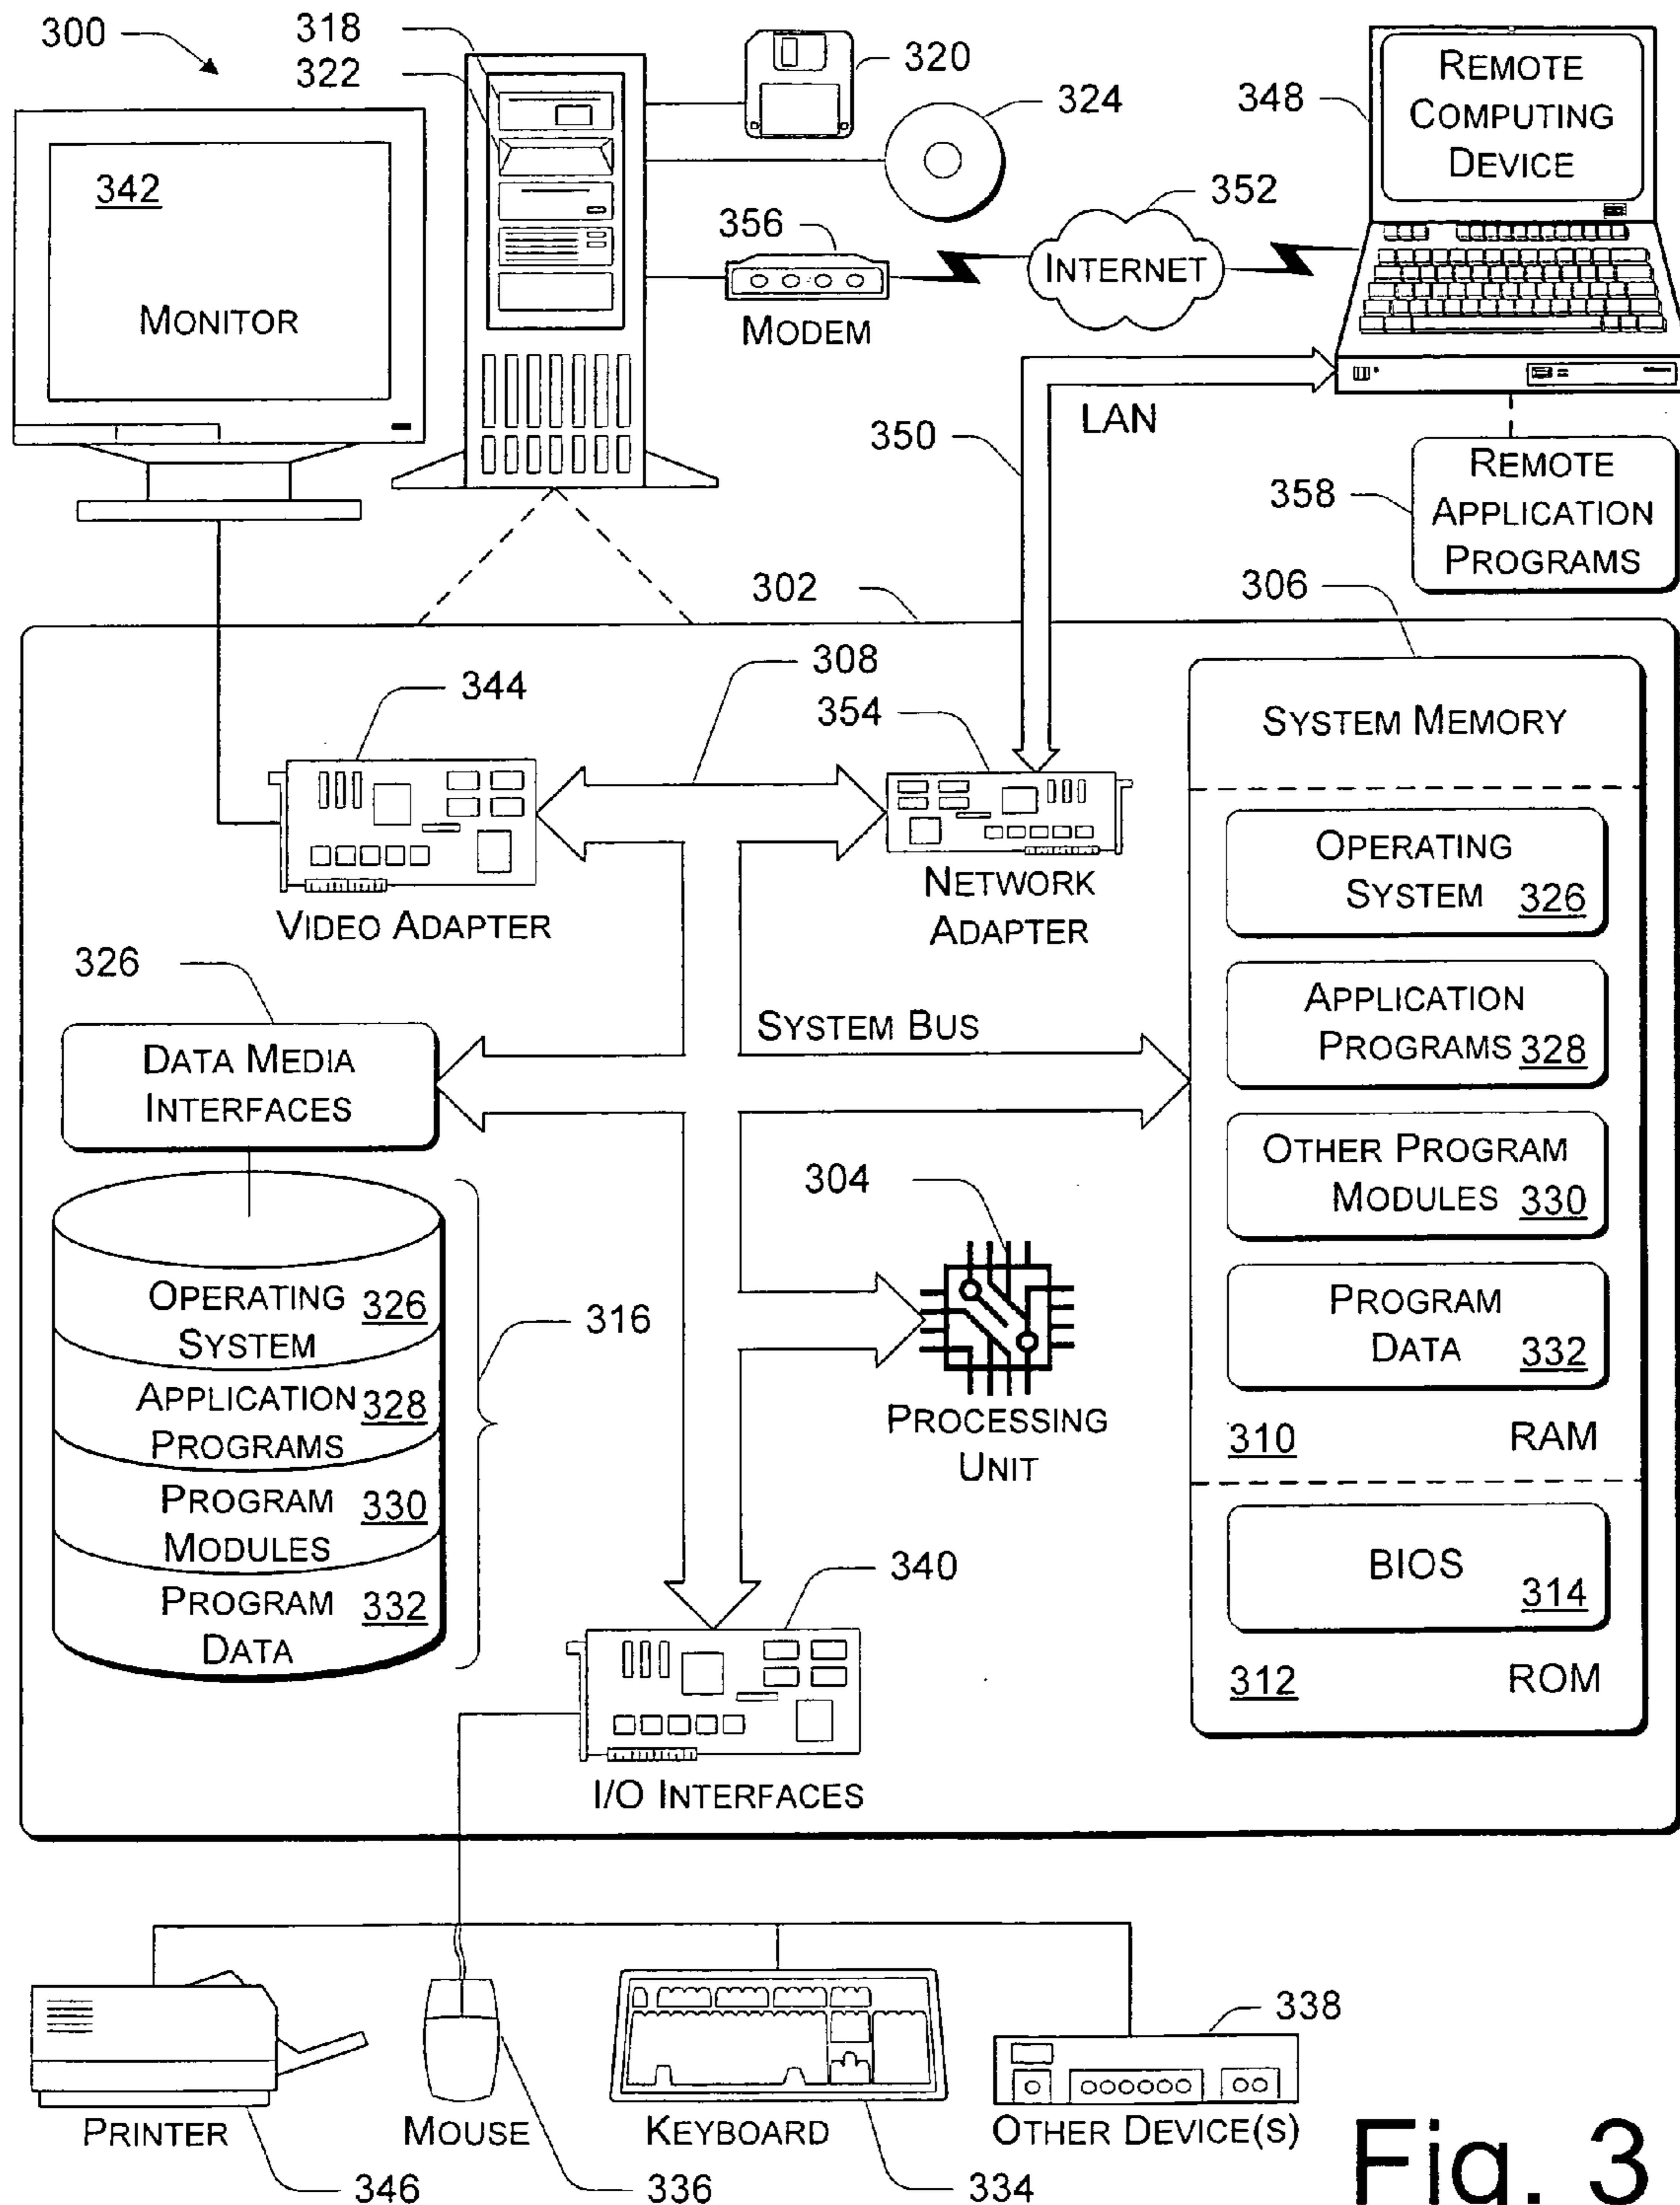 300
318
322
320
324
348
REMOTE
COMPUTING
DEVICE
342
MONITOR
356
MODEM
352
INTERNET
350
LAN
358
REMOTE
APPLICATION
PROGRAMS
302
306
308
344
354
VIDEO ADAPTER
NETWORK
ADAPTER
SYSTEM MEMORY
OPERATING
SYSTEM 326
APPLICATION
PROGRAMS 328
OTHER PROGRAM
MODULES 330
PROGRAM
DATA 332
310 RAM
BIOS
314
312 ROM
326
DATA MEDIA
INTERFACES
SYSTEM BUS
304
PROCESSING
UNIT
OPERATING 326
SYSTEM
APPLICATION 328
PROGRAMS
PROGRAM 330
MODULES
PROGRAM 332
DATA
316
340
I/O INTERFACES
PRINTER
346
MOUSE
336
KEYBOARD
334
338
OTHER DEVICE(S)
Fig. 3